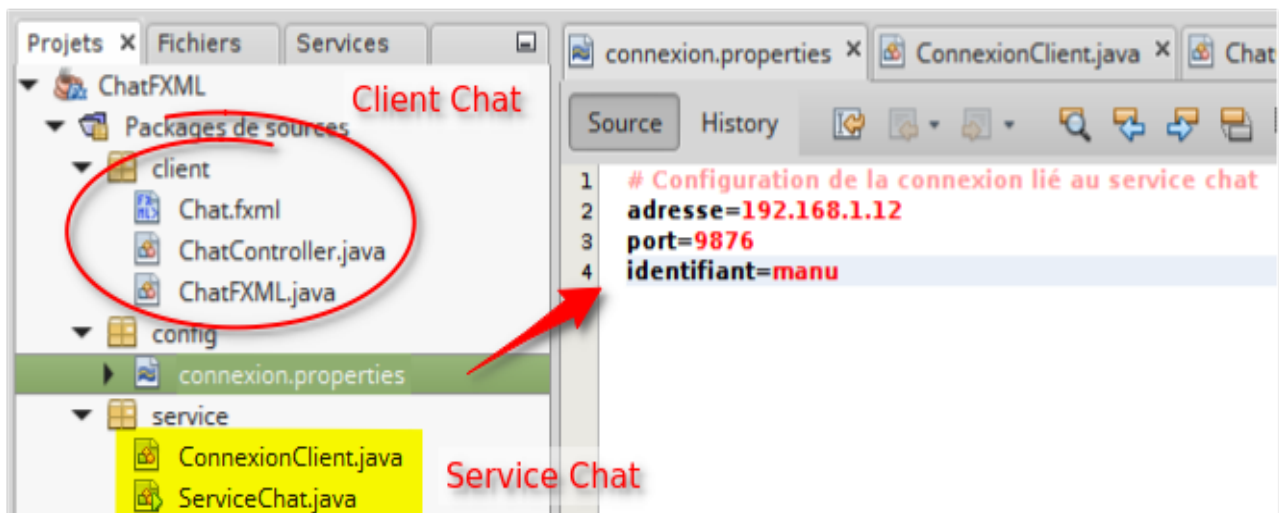 Projets
Fichiers
Services
ChatFXML
Client Chat
Packages de sources
client
Chat.fxml
ChatController.java
ChatFXML.java
config
connexion.properties
service
ConnexionClient.java
ServiceChat.java
Service Chat
connexion.properties
ConnexionClient.java
Chat
Source
History
1 # Configuration de la connexion lié au service chat
2 adresse=192.168.1.12
3 port=9876
4 identifiant=manu